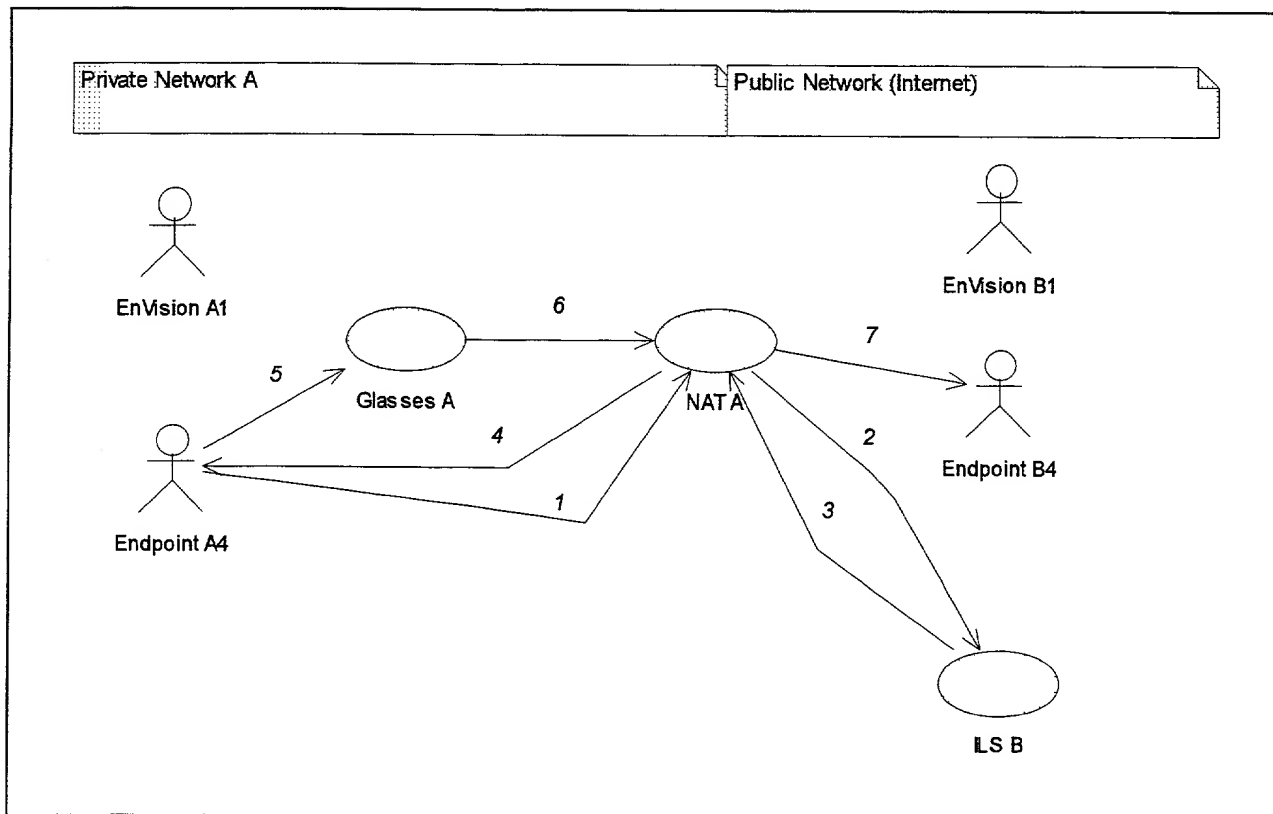 Private Network A
Public Network (Internet)
EnVision A1
EnVision B1
6
7
5
Glasses A
NAT A
4
2
Endpoint B4
3
1
Endpoint A4
ILS B